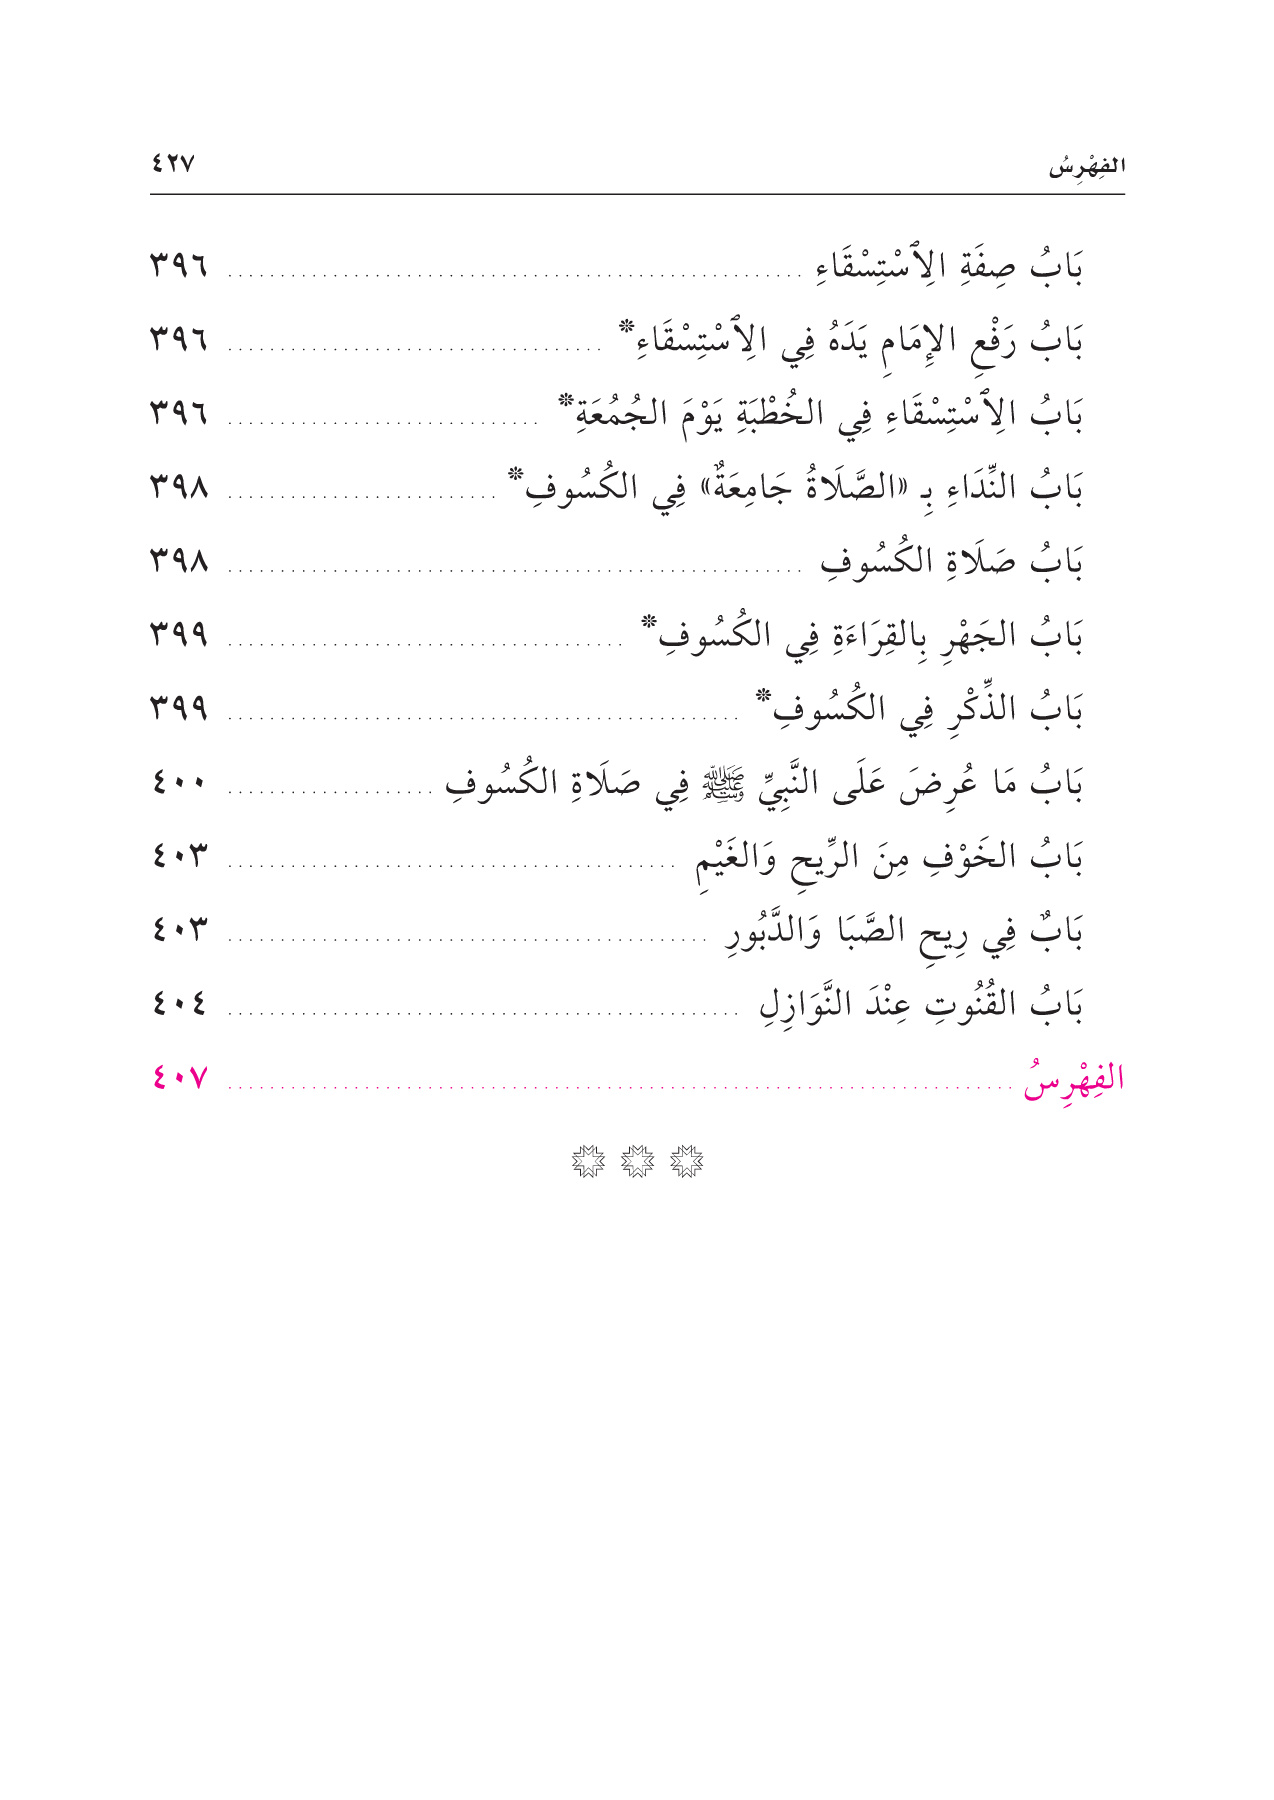 الفِهْرِسُ ٤٢٧
بَابُ صِفَةِ الِٱسْتِسْقَاءِ ٣٩٦
بَابُ رَفْعِ الإِمَامِ يَدَهُ فِي الِٱسْتِسْقَاءِ* ٣٩٦
بَابُ الِٱسْتِسْقَاءِ فِي الخُطْبَةِ يَوْمَ الجُمُعَةِ* ٣٩٦
بَابُ النِّدَاءِ بِـ «الصَّلَاةُ جَامِعَةٌ» فِي الكُسُوفِ* ٣٩٨
بَابُ صَلَاةِ الكُسُوفِ ٣٩٨
بَابُ الجَهْرِ بِالقِرَاءَةِ فِي الكُسُوفِ* ٣٩٩
بَابُ الذِّكْرِ فِي الكُسُوفِ* ٣٩٩
بَابُ مَا عُرِضَ عَلَى النَّبِيِّ ﷺ فِي صَلَاةِ الكُسُوفِ ٤٠٠
بَابُ الخَوْفِ مِنَ الرِّيحِ وَالغَيْمِ ٤٠٣
بَابٌ فِي رِيحِ الصَّبَا وَالدَّبُورِ ٤٠٣
بَابُ القُنُوتِ عِنْدَ النَّوَازِلِ ٤٠٤
الفِهْرِسُ ٤٠٧